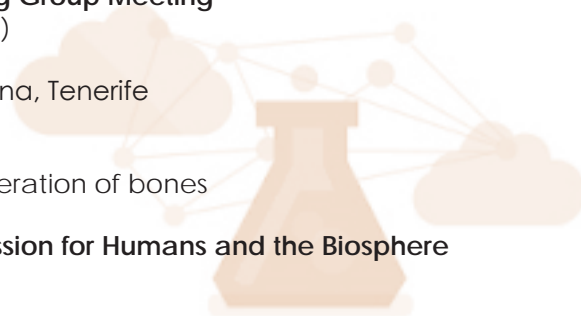 g Group Meeting
)
na, Tenerife
eration of bones
ssion for Humans and the Biosphere